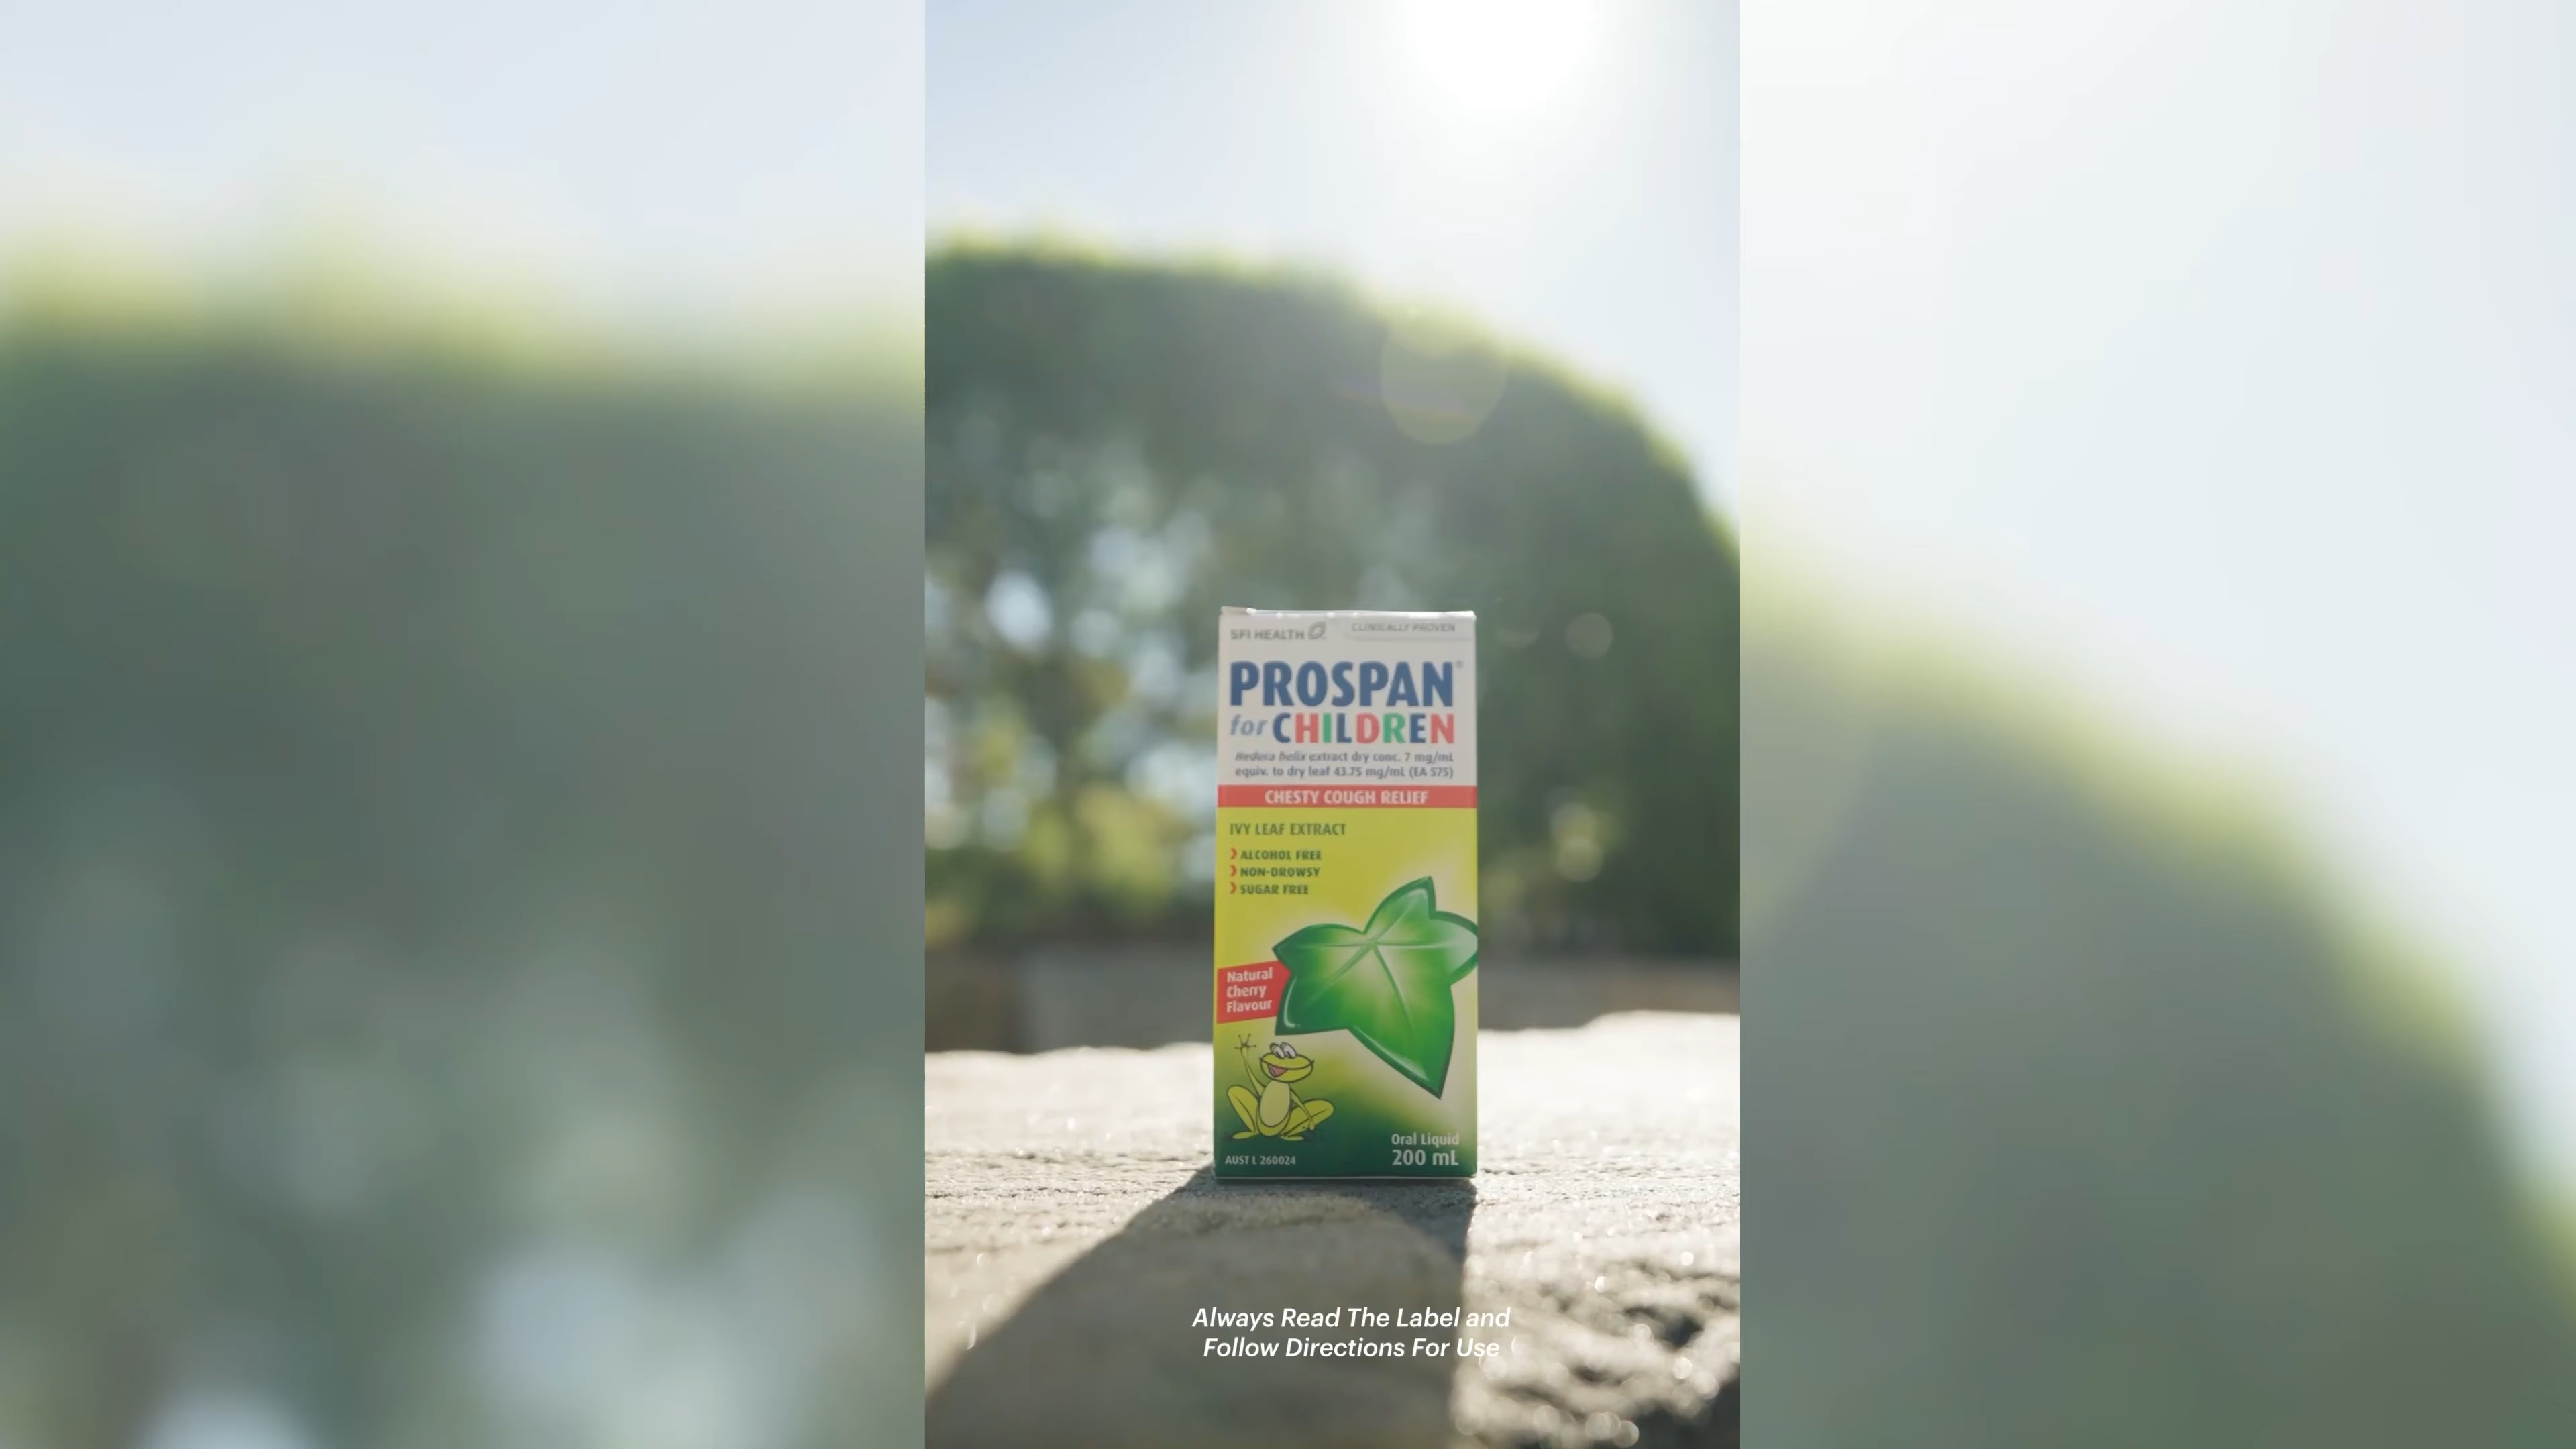 SFI HEALTH
CLINICALLY PROVEN
PROSPAN®
for CHILDREN
Hedera helix extract dry conc. 7 mg/mL
equiv. to dry leaf 43.75 mg/mL (EA 575)
CHESTY COUGH RELIEF
IVY LEAF EXTRACT
ALCOHOL FREE
NON-DROWSY
SUGAR FREE
Natural
Cherry
Flavour
Oral Liquid
200 mL
AUST L 260024
Always Read The Label and
Follow Directions For Use